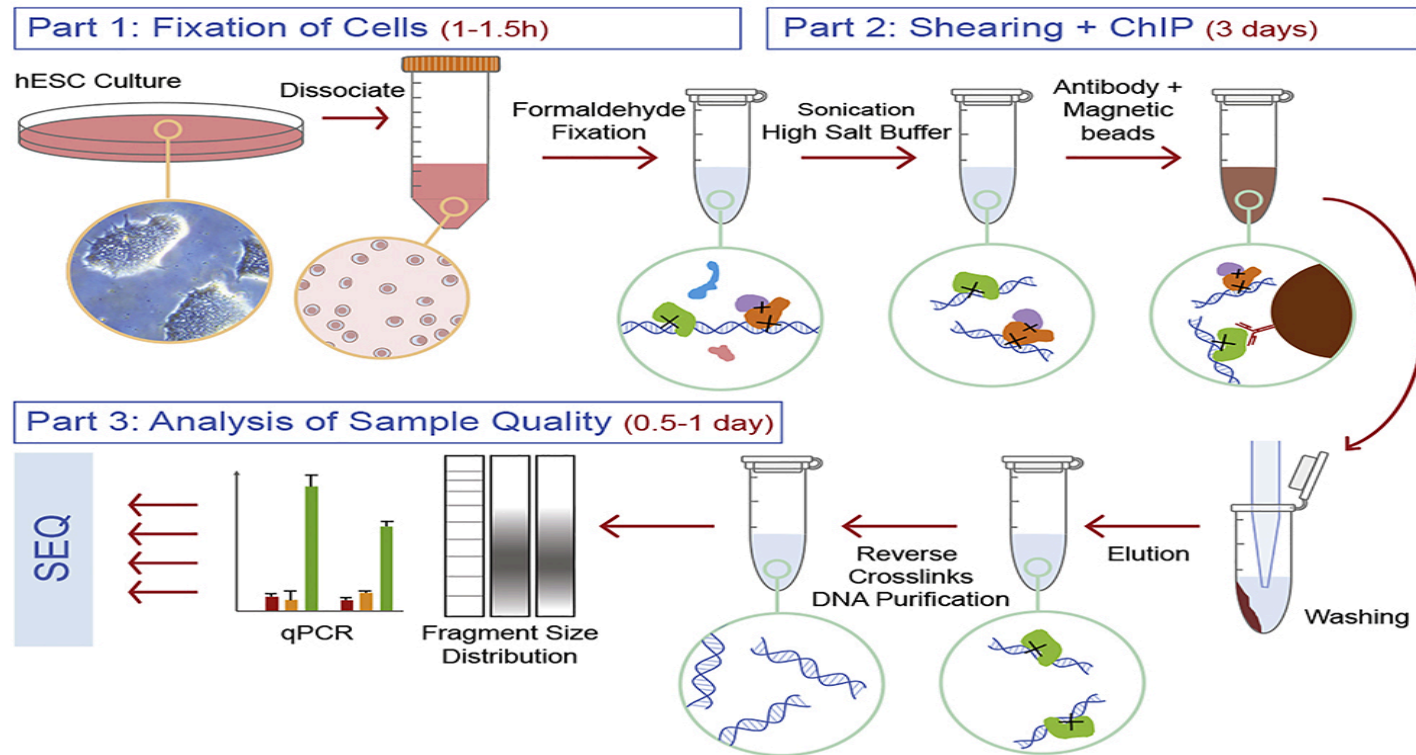 Part 1: Fixation of Cells (1-1.5h)
Part 2: Shearing + ChIP (3 days)
hESC Culture
Dissociate
Formaldehyde
Fixation
Sonication
High Salt Buffer
Antibody +
Magnetic
beads
Part 3: Analysis of Sample Quality (0.5-1 day)
SEQ
qPCR
Fragment Size
Distribution
Reverse
Crosslinks
DNA Purification
Elution
Washing